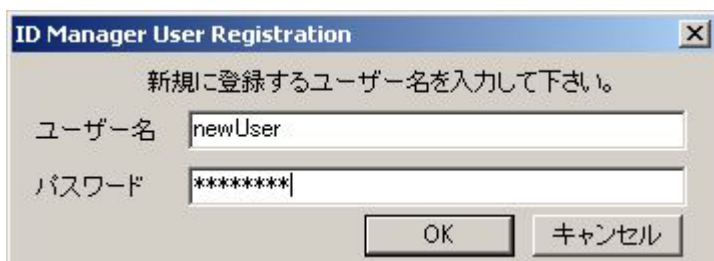 ID Manager User Registration
新規に登録するユーザー名を入力して下さい。
ユーザー名 newUser
パスワード ********
OK キャンセル